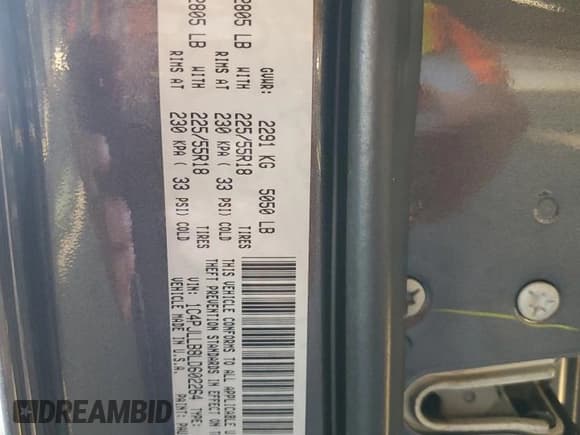 GVWR: 2291 KG 5050 LB
2805 LB WITH 225/55R18 TIRES
RIMS AT 230 KPA ( 33 PSI) COLD
2805 LB WITH 225/55R18 TIRES
RIMS AT 230 KPA ( 33 PSI) COLD
THIS VEHICLE CONFORMS TO ALL APPLICABLE
THEFT PREVENTION STANDARDS IN EFFECT ON
VIN: 1C4PJLLB8LD602264 TYPE:
VEHICLE MADE IN U.S.A. PAINT:
DREAMBID